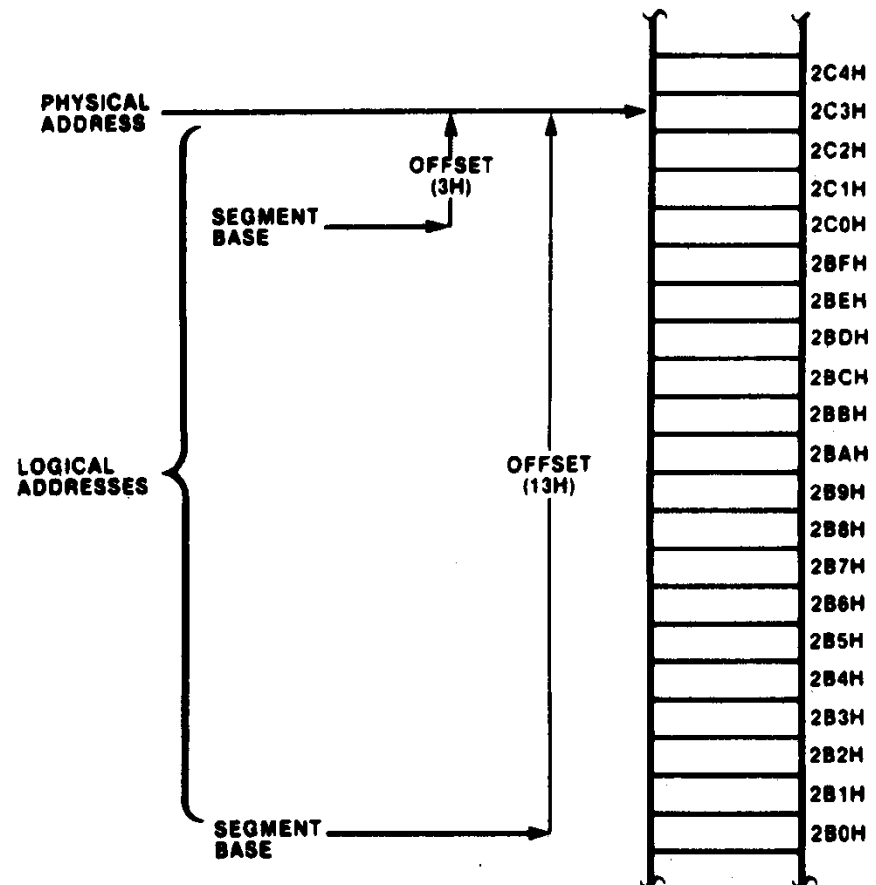 PHYSICAL
ADDRESS
OFFSET
(3H)
SEGMENT
BASE
LOGICAL
ADDRESSES
OFFSET
(13H)
SEGMENT
BASE
2C4H
2C3H
2C2H
2C1H
2C0H
2BFH
2BEH
2BDH
2BCH
2BBH
2BAH
2B9H
2B8H
2B7H
2B6H
2B5H
2B4H
2B3H
2B2H
2B1H
2B0H